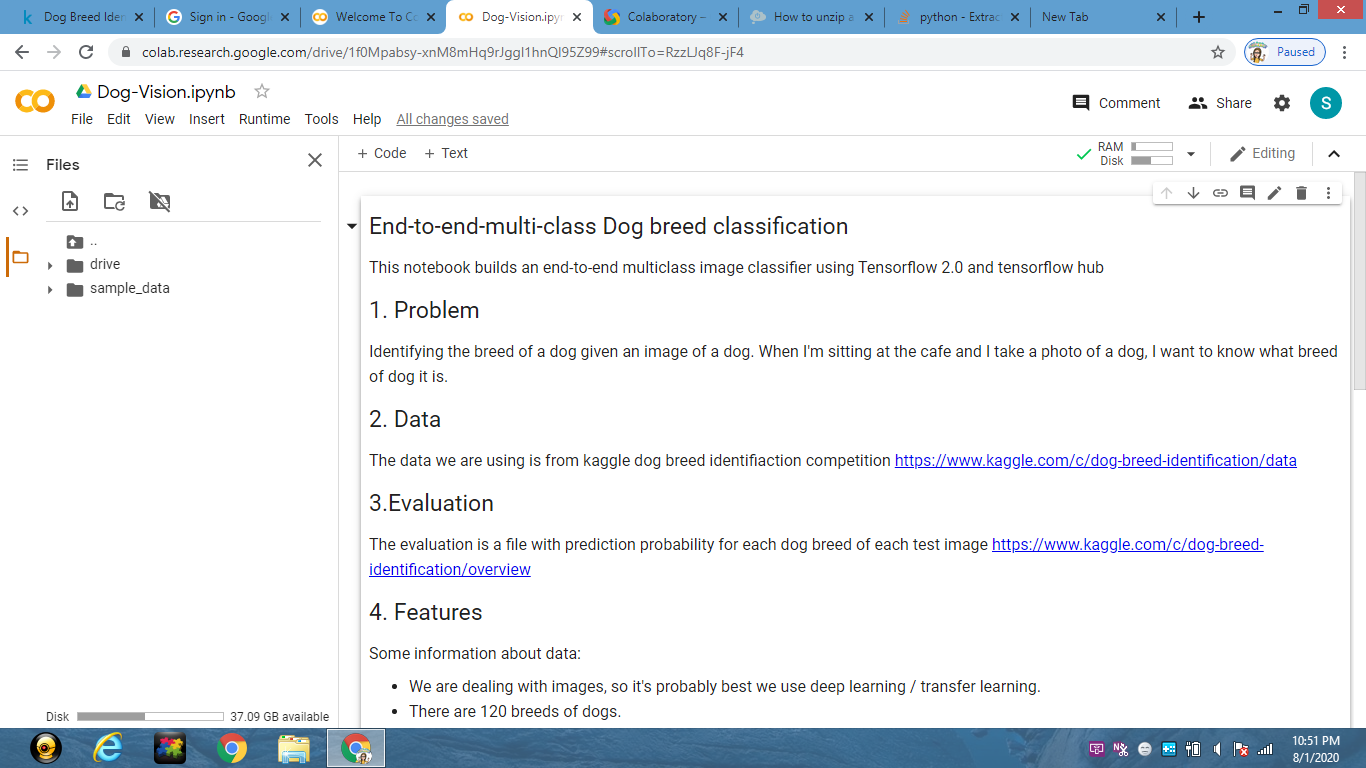 Dog Breed Iden
Sign in - Google
Welcome To Co
Dog-Vision.ipyn
Colaboratory –
How to unzip a
python - Extrac
New Tab
colab.research.google.com/drive/1f0Mpabsy-xnM8mHq9rJggl1hnQl95Z99#scrollTo=RzzLJq8F-jF4
Paused
Dog-Vision.ipynb
File Edit View Insert Runtime Tools Help All changes saved
Comment Share S
Files
+ Code + Text
RAM
Disk
Editing
..
drive
sample_data
End-to-end-multi-class Dog breed classification
This notebook builds an end-to-end multiclass image classifier using Tensorflow 2.0 and tensorflow hub
1. Problem
Identifying the breed of a dog given an image of a dog. When I'm sitting at the cafe and I take a photo of a dog, I want to know what breed
of dog it is.
2. Data
The data we are using is from kaggle dog breed identifiaction competition https://www.kaggle.com/c/dog-breed-identification/data
3.Evaluation
The evaluation is a file with prediction probability for each dog breed of each test image https://www.kaggle.com/c/dog-breed-
identification/overview
4. Features
Some information about data:
• We are dealing with images, so it's probably best we use deep learning / transfer learning.
• There are 120 breeds of dogs.
Disk 37.09 GB available
10:51 PM
8/1/2020